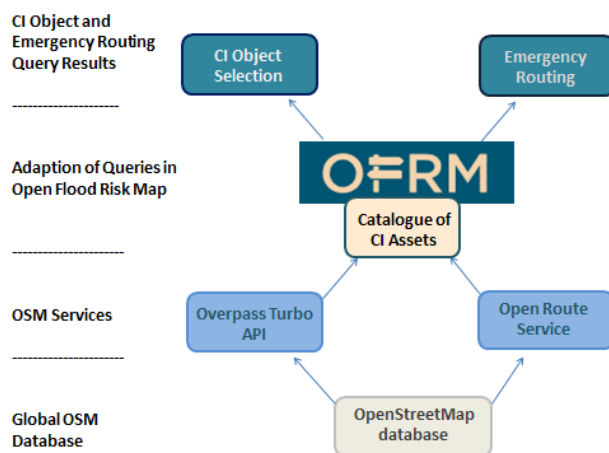 CI Object and
Emergency Routing
Query Results
CI Object
Selection
Emergency
Routing
---------------------
Adaption of Queries in
Open Flood Risk Map
OFRM
Catalogue of
CI Assets
----------------------
OSM Services
Overpass Turbo
API
Open Route
Service
----------------------
Global OSM
Database
OpenStreetMap
database